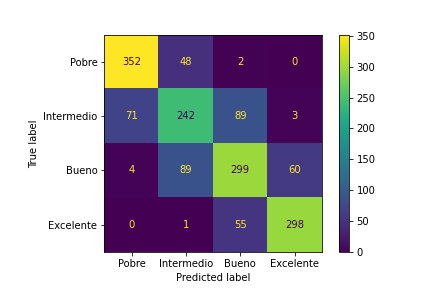 True label
Pobre 352 48 2 0
Intermedio 71 242 89 3
Bueno 4 89 299 60
Excelente 0 1 55 298
Pobre Intermedio Bueno Excelente
Predicted label
350
300
250
200
150
100
50
0